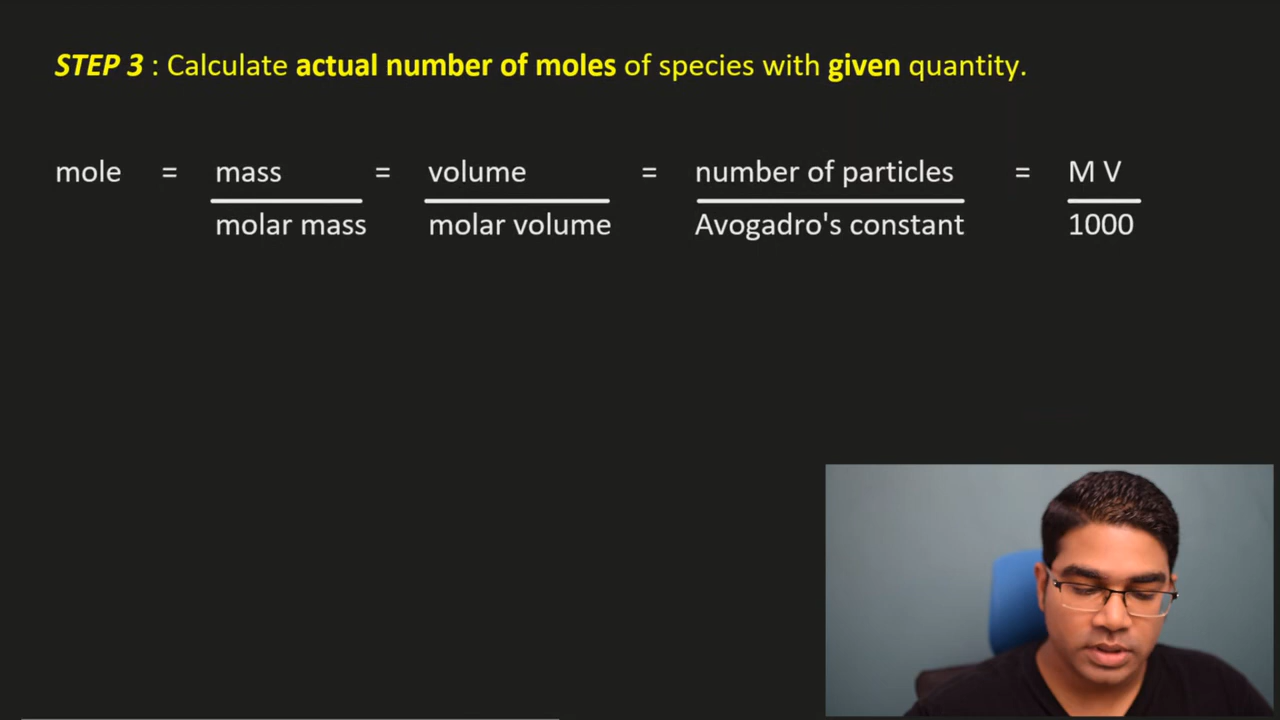 STEP 3 : Calculate actual number of moles of species with given quantity.
mole = mass = volume = number of particles = M V
molar mass molar volume Avogadro's constant 1000